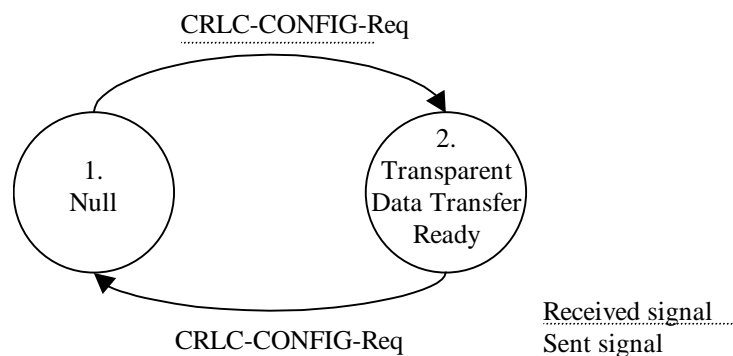 CRLC-CONFIG-Req
1.
Null
2.
Transparent
Data Transfer
Ready
CRLC-CONFIG-Req
Received signal
Sent signal